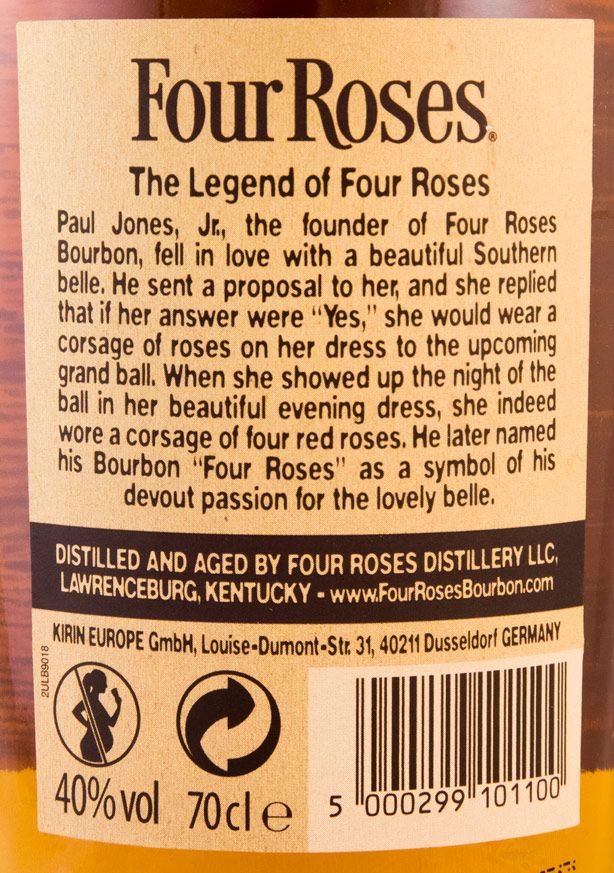 Four Roses®
The Legend of Four Roses
Paul Jones, Jr., the founder of Four Roses
Bourbon, fell in love with a beautiful Southern
belle. He sent a proposal to her, and she replied
that if her answer were "Yes," she would wear a
corsage of roses on her dress to the upcoming
grand ball. When she showed up the night of the
ball in her beautiful evening dress, she indeed
wore a corsage of four red roses. He later named
his Bourbon "Four Roses" as a symbol of his
devout passion for the lovely belle.
DISTILLED AND AGED BY FOUR ROSES DISTILLERY LLC,
LAWRENCEBURG, KENTUCKY - www.FourRosesBourbon.com
KIRIN EUROPE GmbH, Louise-Dumont-Str. 31, 40211 Dusseldorf GERMANY
2ULB9018
40% vol 70cl e
5 000299 101100